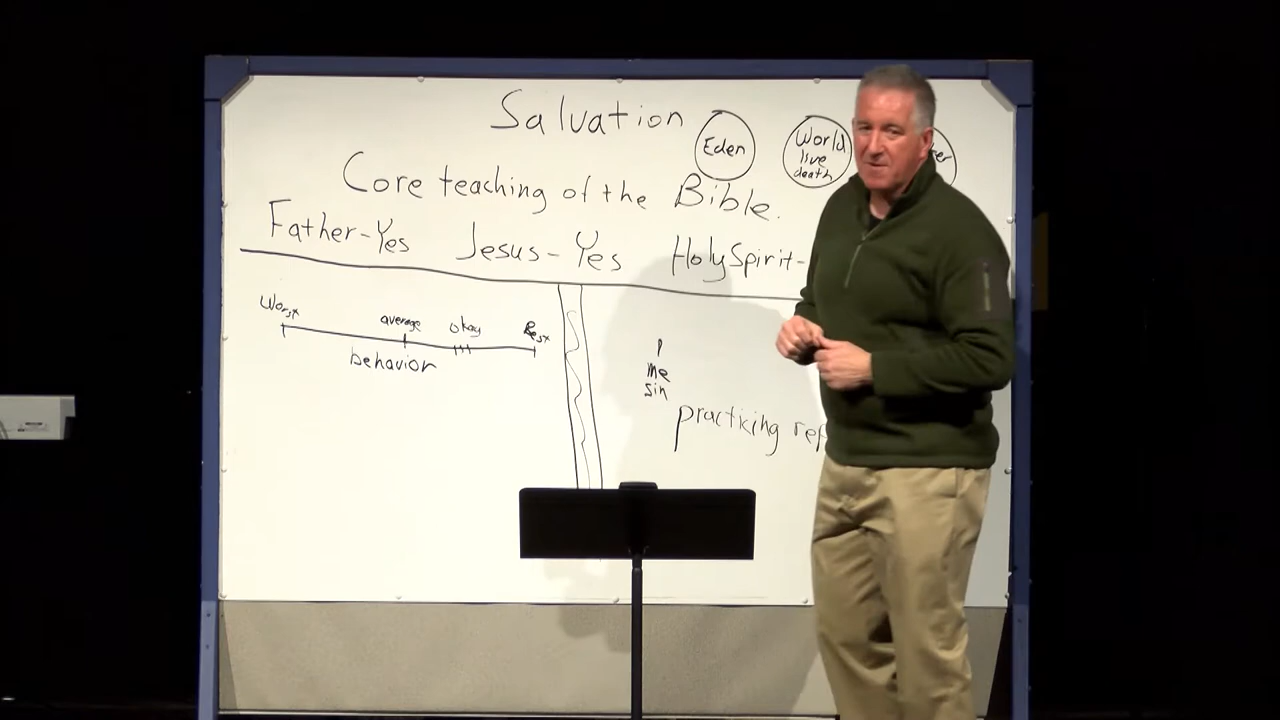 Salvation
Eden
World
live
death
Core teaching of the Bible.
Father-Yes Jesus-Yes Holy Spirit-
Worst average okay Best
behavior
me
sin
practicing